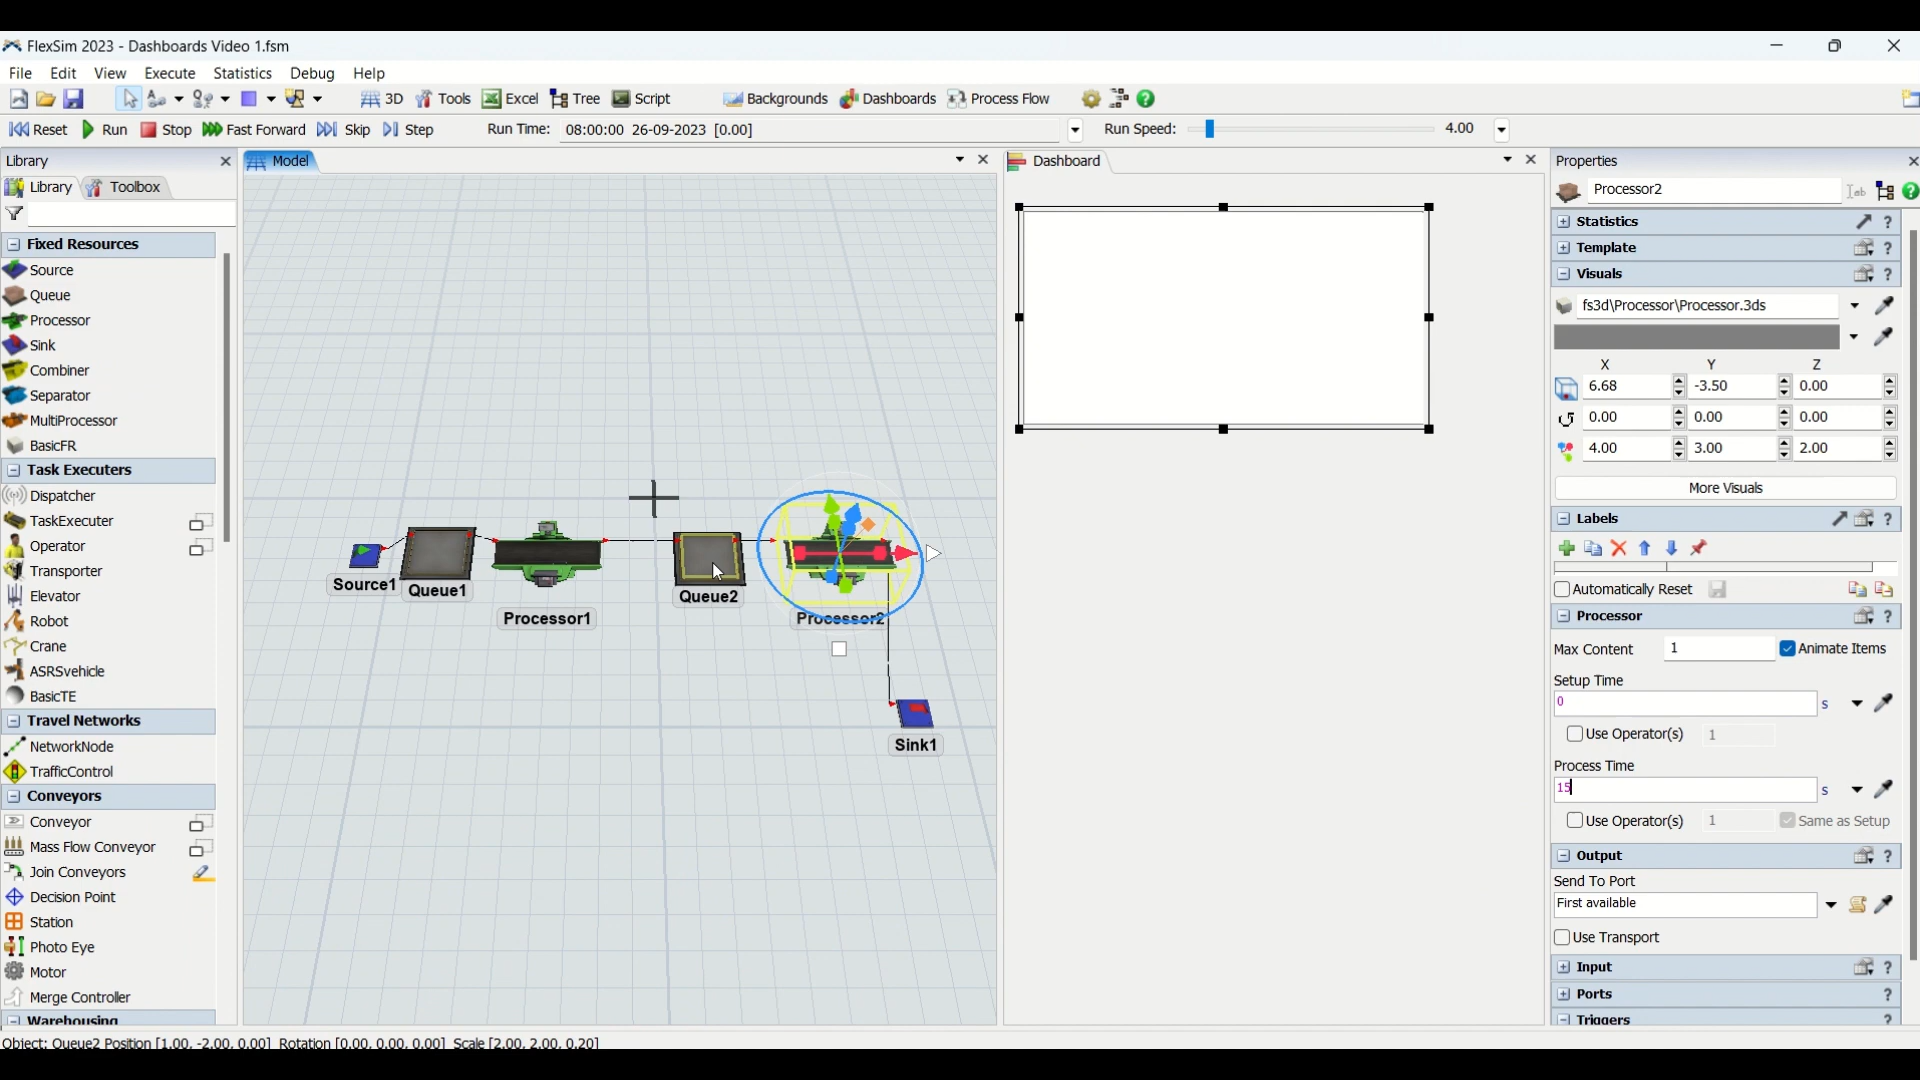 FlexSim 2023 - Dashboards Video 1.fsm
File Edit View Execute Statistics Debug Help
3D Tools Excel Tree Script Backgrounds Dashboards Process Flow
Reset Run Stop Fast Forward Skip Step Run Time: 08:00:00 26-09-2023 [0.00] Run Speed: 4.00
Library
Library Toolbox
Fixed Resources
Source
Queue
Processor
Sink
Combiner
Separator
MultiProcessor
BasicFR
Task Executers
Dispatcher
TaskExecuter
Operator
Transporter
Elevator
Robot
Crane
ASRSvehicle
BasicTE
Travel Networks
NetworkNode
TrafficControl
Conveyors
Conveyor
Mass Flow Conveyor
Join Conveyors
Decision Point
Station
Photo Eye
Motor
Merge Controller
Warehousing
Model
Source1
Queue1
Processor1
Queue2
Processor2
Sink1
Dashboard
Properties
Processor2
Statistics
Template
Visuals
fs3d\Processor\Processor.3ds
X Y Z
6.68 -3.50 0.00
0.00 0.00 0.00
4.00 3.00 2.00
More Visuals
Labels
Automatically Reset
Processor
Max Content 1 Animate Items
Setup Time
0 s
Use Operator(s) 1
Process Time
15 s
Use Operator(s) 1 Same as Setup
Output
Send To Port
First available
Use Transport
Input
Ports
Triggers
Object: Queue2 Position [1.00, -2.00, 0.00] Rotation [0.00, 0.00, 0.00] Scale [2.00, 2.00, 0.20]